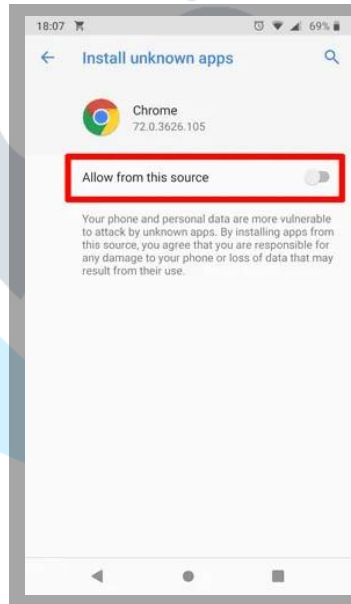 18:07 69%
Install unknown apps
Chrome
72.0.3626.105
Allow from this source
Your phone and personal data are more vulnerable
to attack by unknown apps. By installing apps from
this source, you agree that you are responsible for
any damage to your phone or loss of data that may
result from their use.